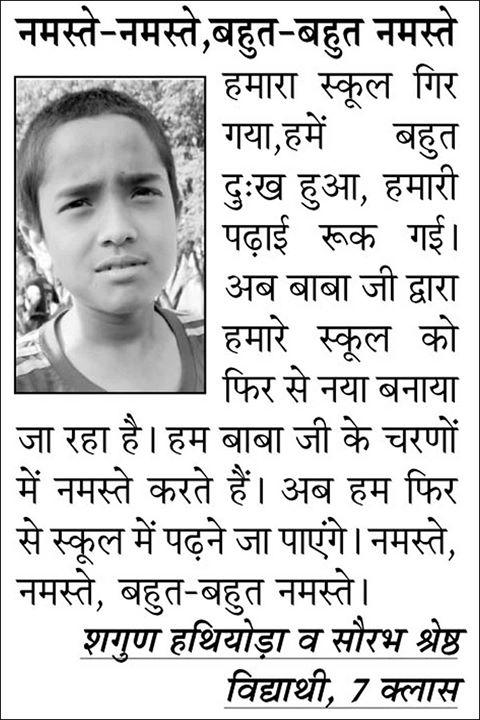 नमस्ते-नमस्ते,बहुत-बहुत नमस्ते
हमारा स्कूल गिर
गया,हमें बहुत
दुःख हुआ, हमारी
पढ़ाई रूक गई।
अब बाबा जी द्वारा
हमारे स्कूल को
फिर से नया बनाया
जा रहा है। हम बाबा जी के चरणों
में नमस्ते करते हैं। अब हम फिर
से स्कूल में पढ़ने जा पाएंगे। नमस्ते,
नमस्ते, बहुत-बहुत नमस्ते।
शगुण हथियोड़ा व सौरभ श्रेष्ठ
विद्यार्थी, 7 क्लास